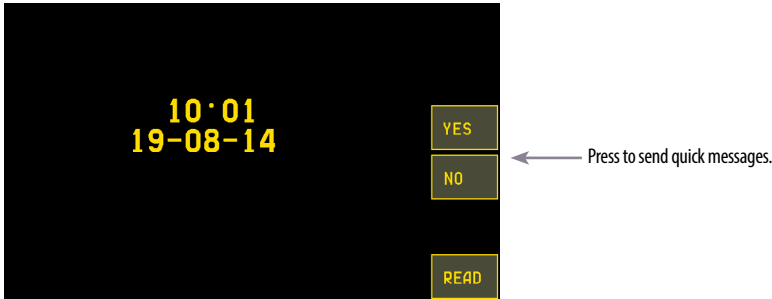 10:01
19-08-14
YES
Press to send quick messages.
NO
READ